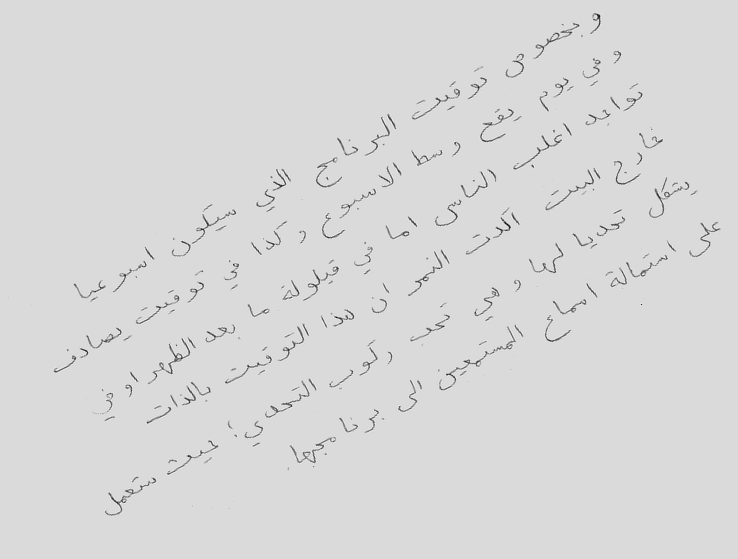 وبخصوص توقيت البرنامج الذي سيكون اسبوعيا
وفي يوم يقع وسط الاسبوع وكذا في توقيت يصادف
تواجد اغلب الناس اما في قيلولة ما بعد الظهر او في
خارج البيت اكدت النمر ان هذا التوقيت بالذات
يشكل تحديا لها وهي تحب ركوب التحدي؛ حيث ستعمل
على استمالة اسماع المستمعين الى برنامجها.